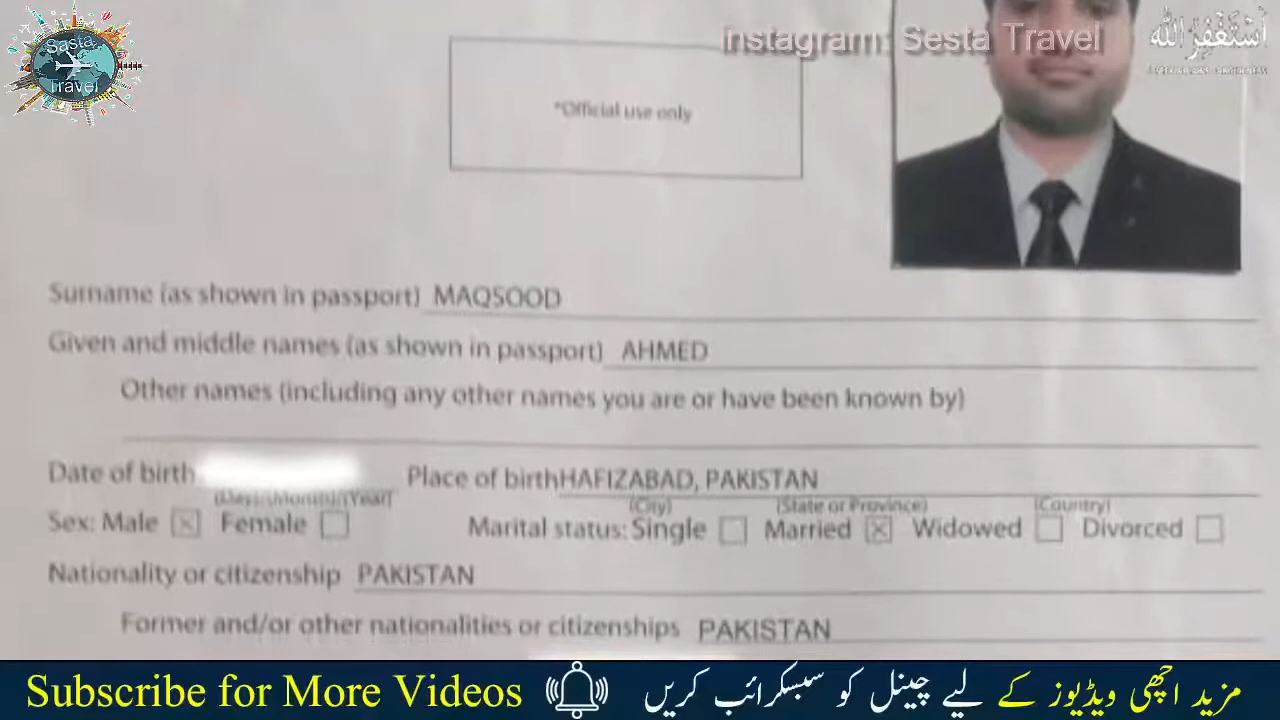 Sasta
Travel
instagram: Sesta Travel
أستغفر الله
*Official use only
Surname (as shown in passport) MAQSOOD
Given and middle names (as shown in passport) AHMED
Other names (including any other names you are or have been known by)
Date of birth Place of birth HAFIZABAD, PAKISTAN
(Day)/(Month)/(Year) (City) (State or Province) (Country)
Sex: Male Female Marital status: Single Married Widowed Divorced
Nationality or citizenship PAKISTAN
Former and/or other nationalities or citizenships PAKISTAN
Subscribe for More Videos مزید اچھی ویڈیوز کے لیے چینل کو سبسکرائب کریں